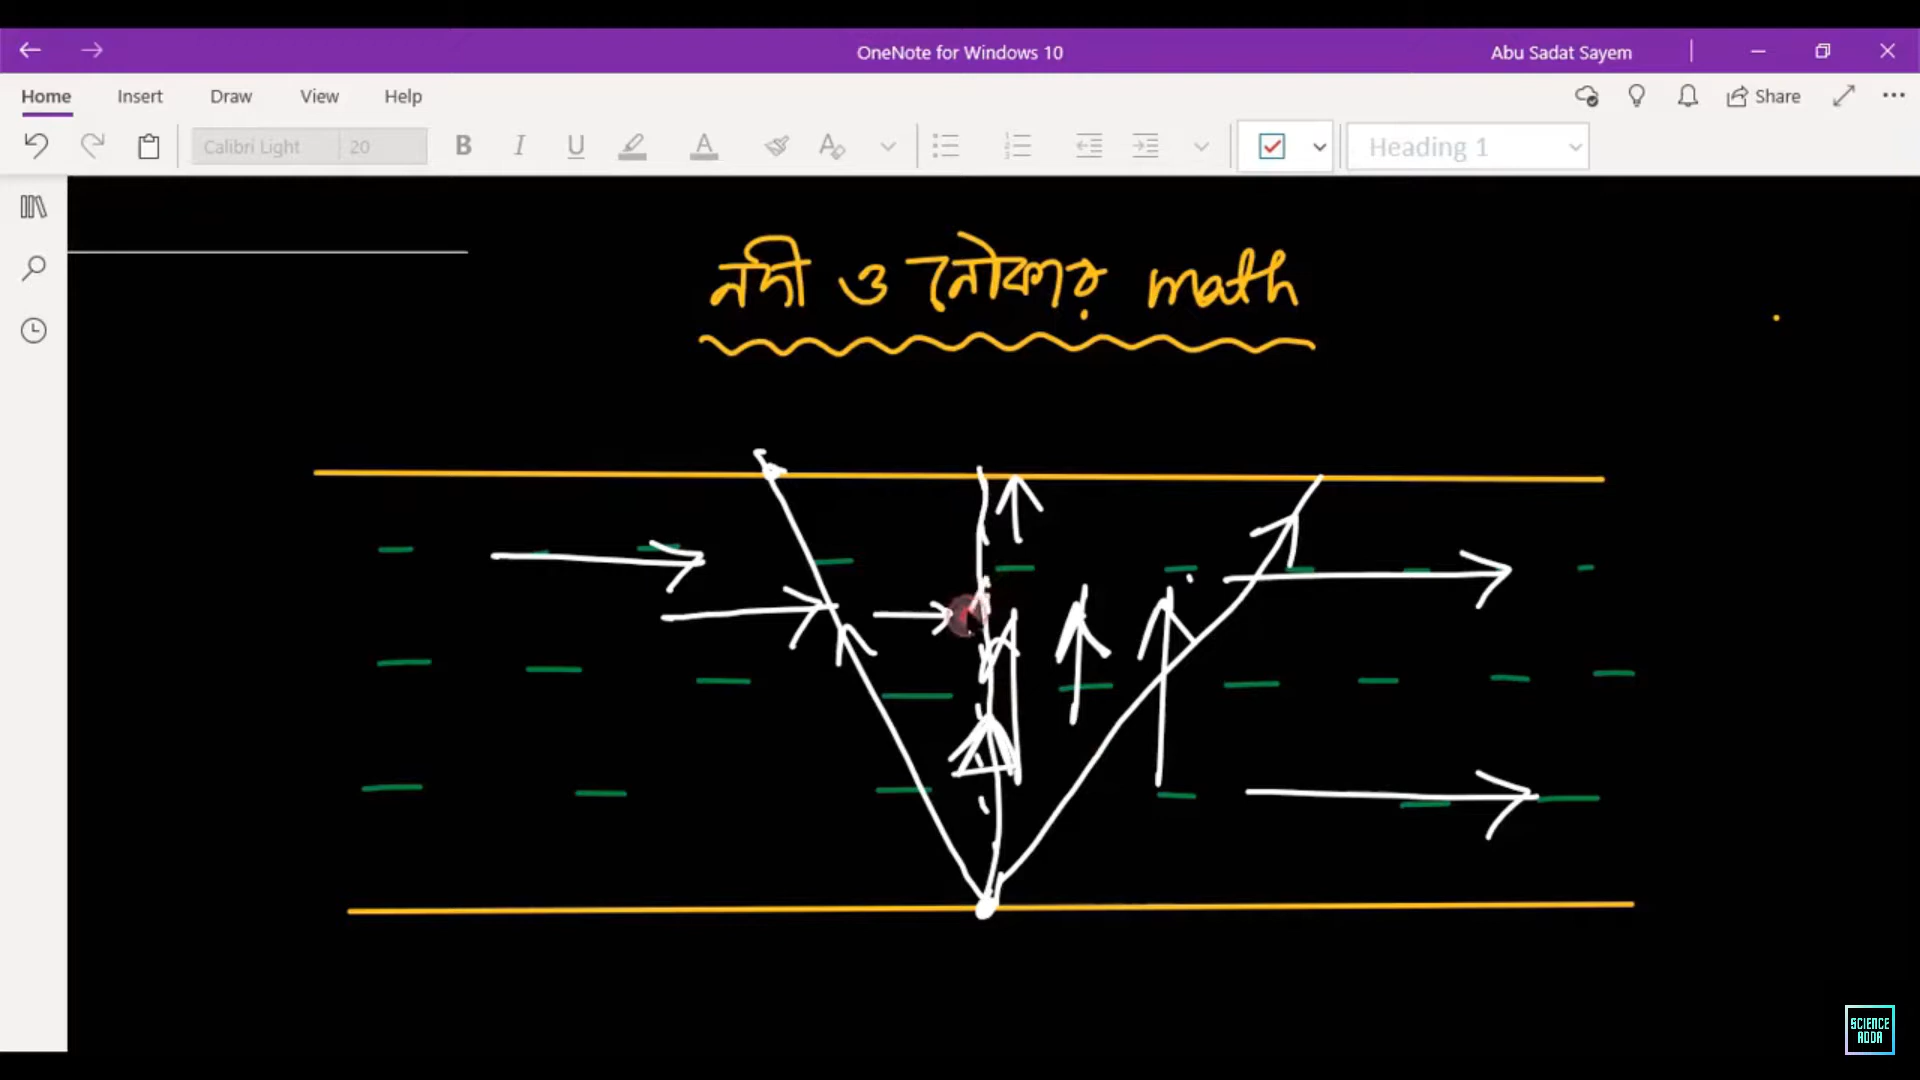 OneNote for Windows 10
Abu Sadat Sayem
Home Insert Draw View Help
Share
Calibri Light 20 B I U A A Heading 1
নদী ও নৌকার math
SCIENCE
ADDA